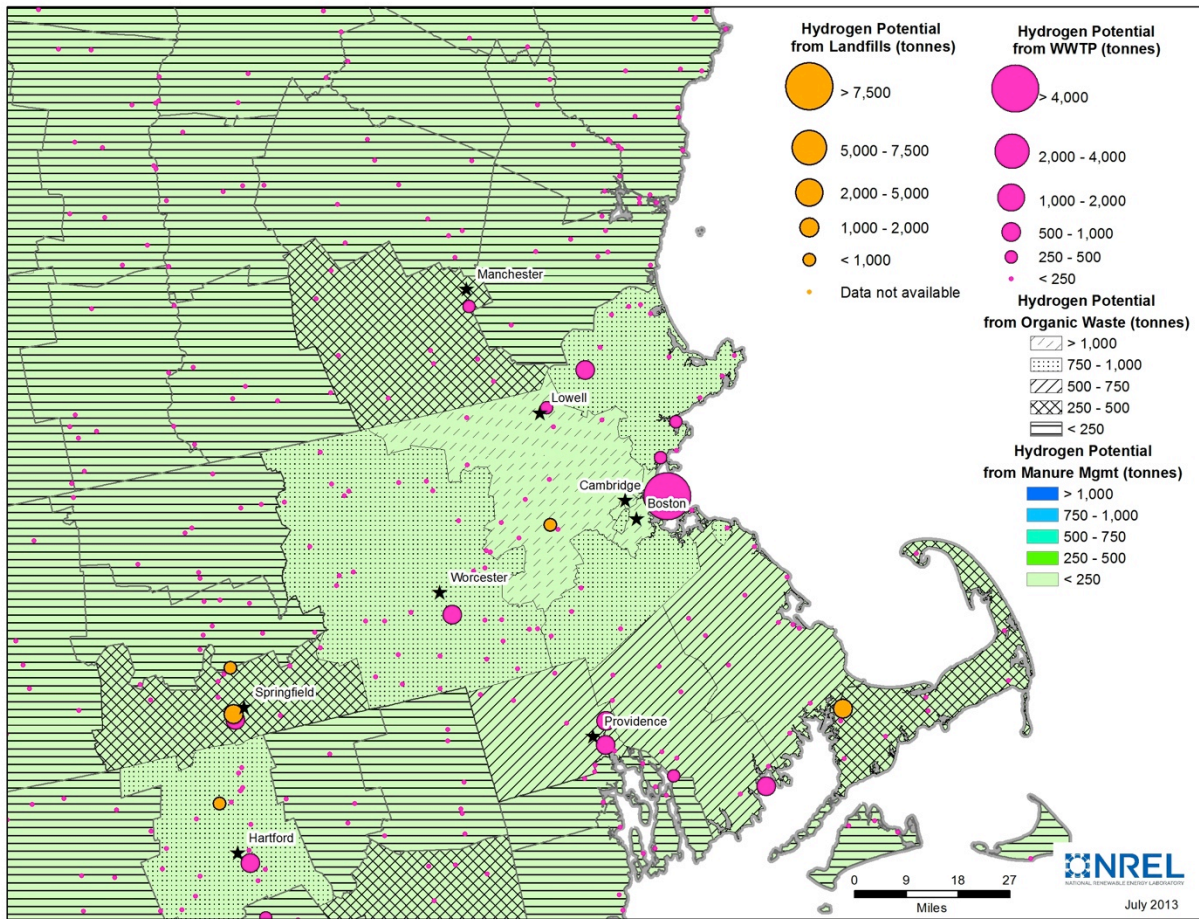 Hydrogen Potential
from Landfills (tonnes)
> 7,500
5,000 - 7,500
2,000 - 5,000
1,000 - 2,000
< 1,000
Data not available
Hydrogen Potential
from WWTP (tonnes)
> 4,000
2,000 - 4,000
1,000 - 2,000
500 - 1,000
250 - 500
< 250
Hydrogen Potential
from Organic Waste (tonnes)
> 1,000
750 - 1,000
500 - 750
250 - 500
< 250
Hydrogen Potential
from Manure Mgmt (tonnes)
> 1,000
750 - 1,000
500 - 750
250 - 500
< 250
Manchester
Lowell
Cambridge
Boston
Worcester
Springfield
Providence
Hartford
0 9 18 27
Miles
NREL
NATIONAL RENEWABLE ENERGY LABORATORY
July 2013